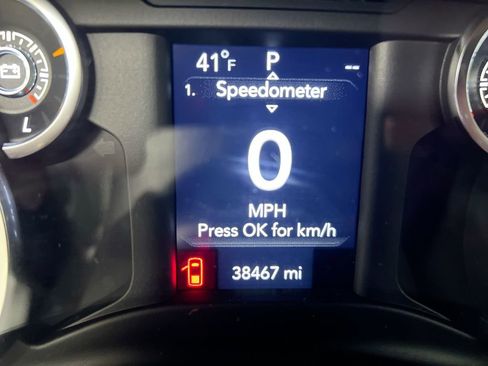 41°F P --
1. Speedometer
0
MPH
Press OK for km/h
38467 mi
L